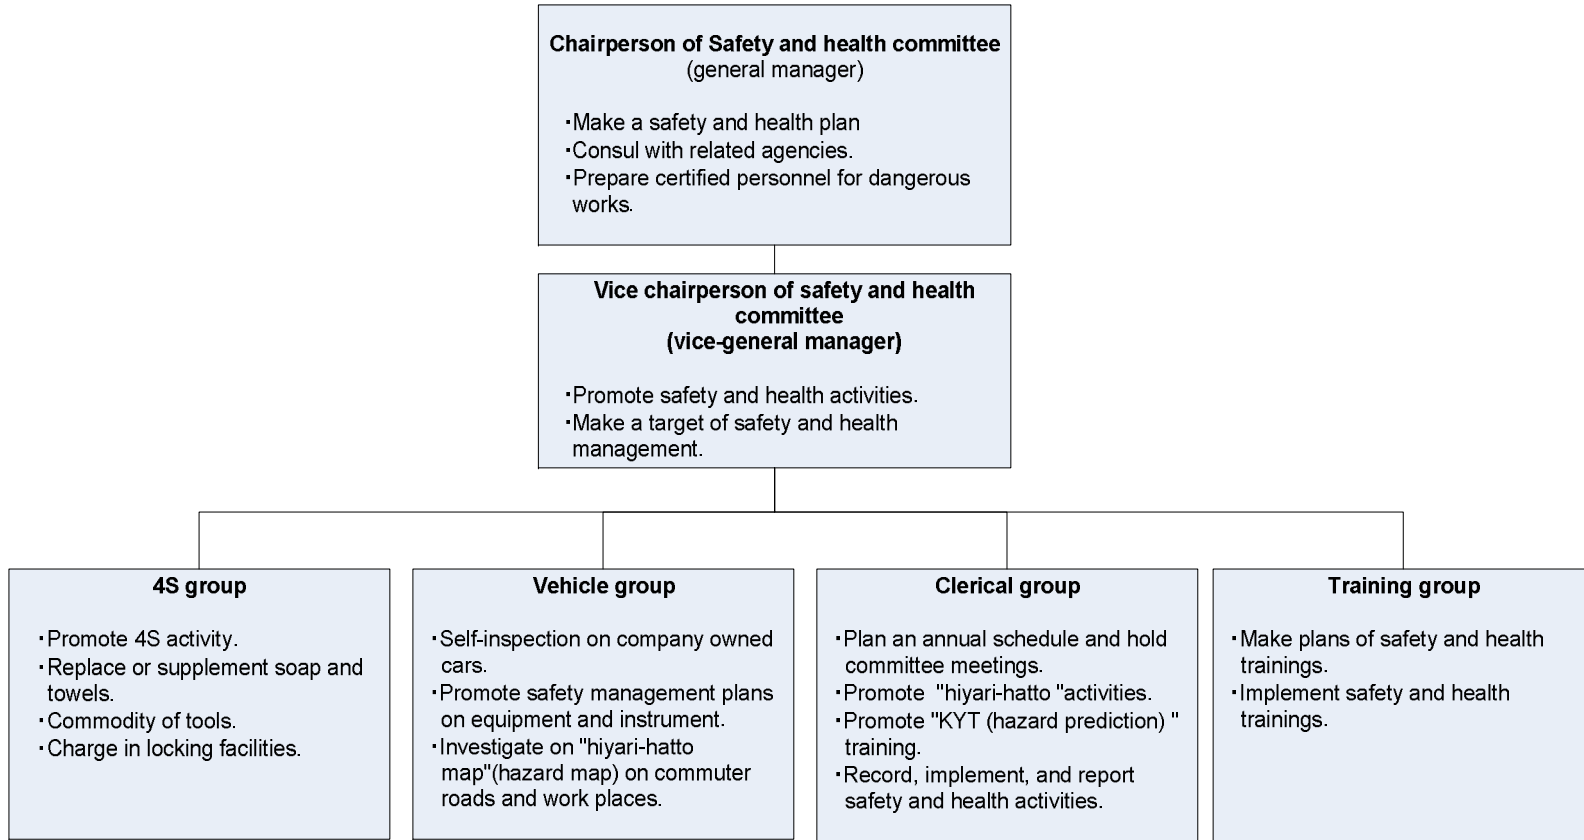 Chairperson of Safety and health committee
(general manager)
・Make a safety and health plan
・Consul with related agencies.
・Prepare certified personnel for dangerous
works.
Vice chairperson of safety and health
committee
(vice-general manager)
・Promote safety and health activities.
・Make a target of safety and health
management.
4S group
・Promote 4S activity.
・Replace or supplement soap and
towels.
・Commodity of tools.
・Charge in locking facilities.
Vehicle group
・Self-inspection on company owned
cars.
・Promote safety management plans
on equipment and instrument.
・Investigate on "hiyari-hatto
map"(hazard map) on commuter
roads and work places.
Clerical group
・Plan an annual schedule and hold
committee meetings.
・Promote  "hiyari-hatto "activities.
・Promote "KYT (hazard prediction) "
training.
・Record, implement, and report
safety and health activities.
Training group
・Make plans of safety and health
trainings.
・Implement safety and health
trainings.